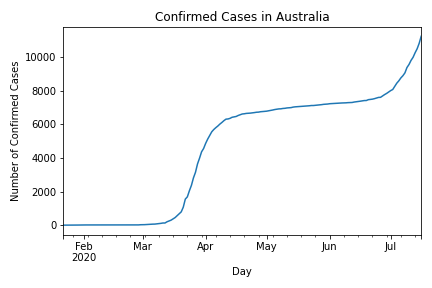 Confirmed Cases in Australia
Number of Confirmed Cases
10000
8000
6000
4000
2000
0
Feb Mar Apr May Jun Jul
2020
Day